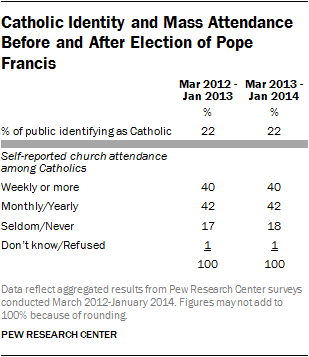 Catholic Identity and Mass Attendance
Before and After Election of Pope
Francis
Mar 2012 - Mar 2013 -
Jan 2013 Jan 2014
% %
% of public identifying as Catholic 22 22
Self-reported church attendance
among Catholics
Weekly or more 40 40
Monthly/Yearly 42 42
Seldom/Never 17 18
Don't know/Refused 1 1
100 100
Data reflect aggregated results from Pew Research Center surveys
conducted March 2012-January 2014. Figures may not add to
100% because of rounding.
PEW RESEARCH CENTER